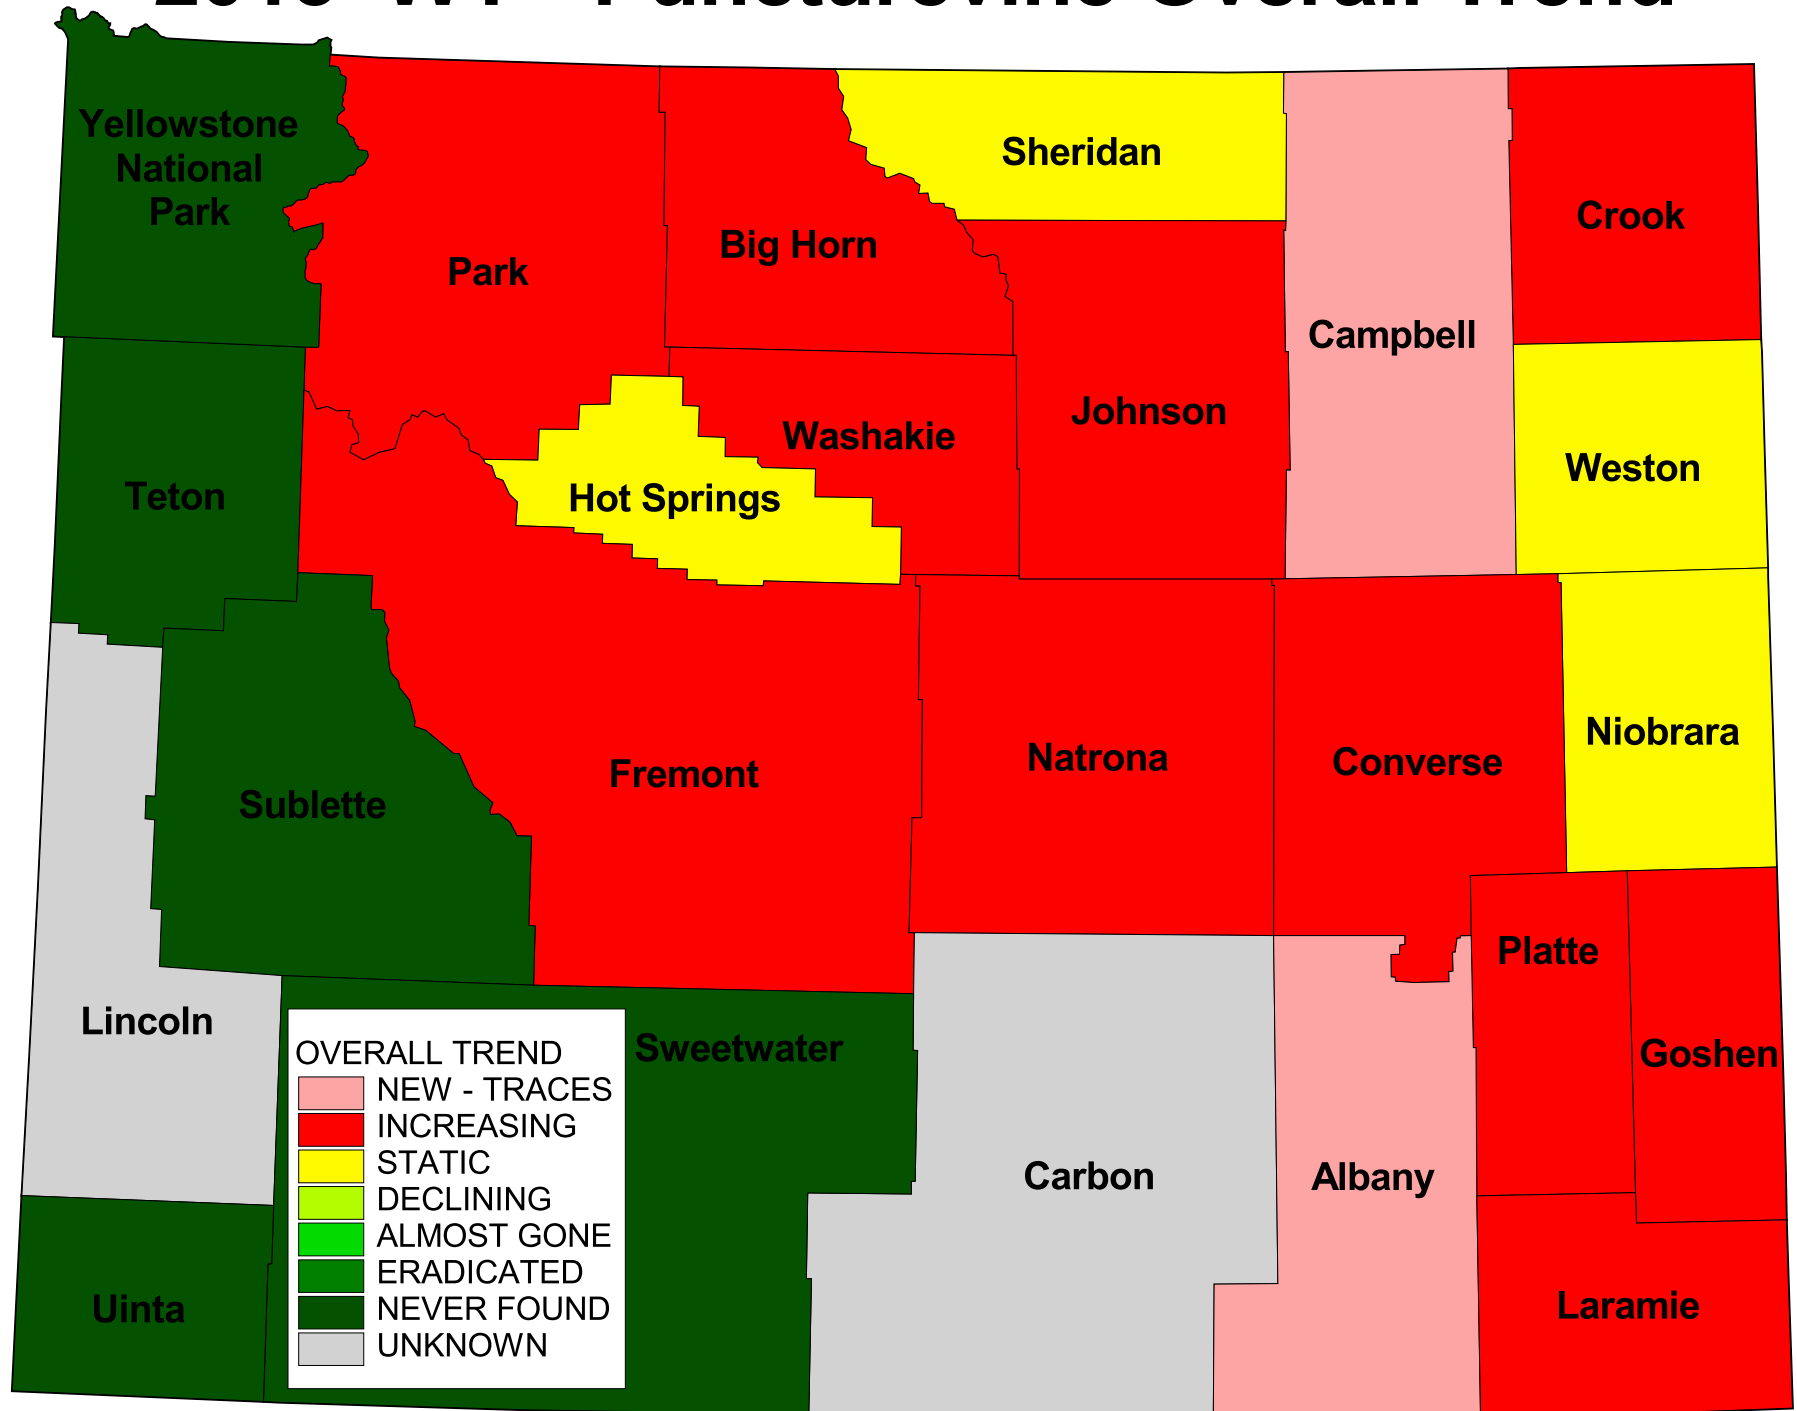 Yellowstone
National
Park
Park
Big Horn
Sheridan
Campbell
Crook
Teton
Hot Springs
Washakie
Johnson
Weston
Sublette
Fremont
Natrona
Converse
Niobrara
Lincoln
Sweetwater
Carbon
Albany
Platte
Goshen
Uinta
Laramie
OVERALL TREND
NEW - TRACES
INCREASING
STATIC
DECLINING
ALMOST GONE
ERADICATED
NEVER FOUND
UNKNOWN